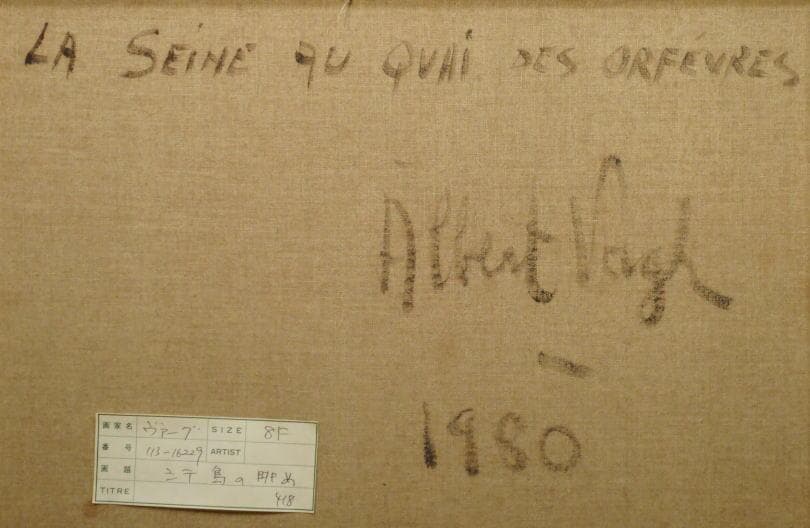 LA SEINE AU QUAI DES ORFÉVRES
Albert Vagh
1980
画家名 ヴァーグ SIZE 8F
番号 113-16229 ARTIST
画題 シテ島の眺め
TITRE 418